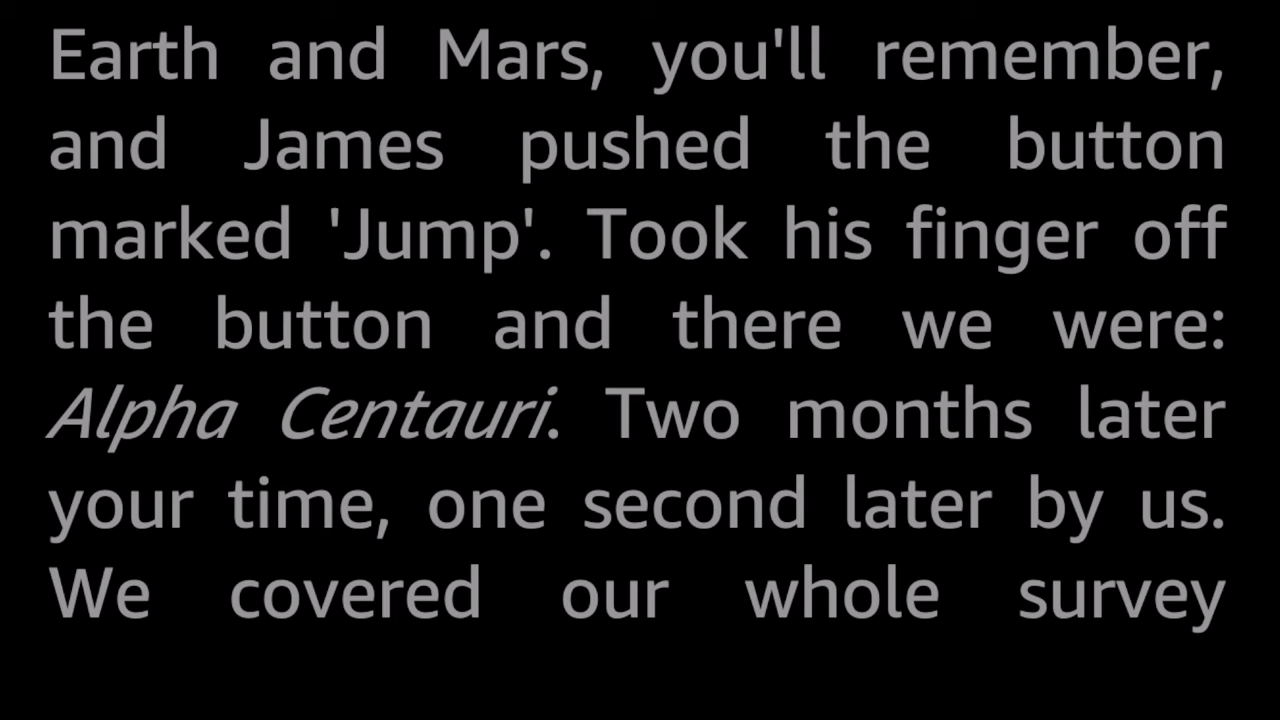 Earth and Mars, you'll remember,
and James pushed the button
marked 'Jump'. Took his finger off
the button and there we were:
Alpha Centauri. Two months later
your time, one second later by us.
We covered our whole survey